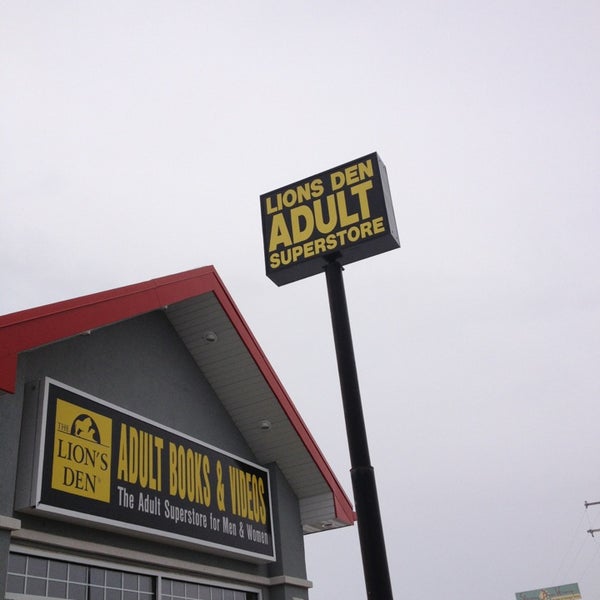 LIONS DEN
ADULT
SUPERSTORE
THE
LION'S
DEN®
ADULT BOOKS & VIDEOS
The Adult Superstore for Men & Women